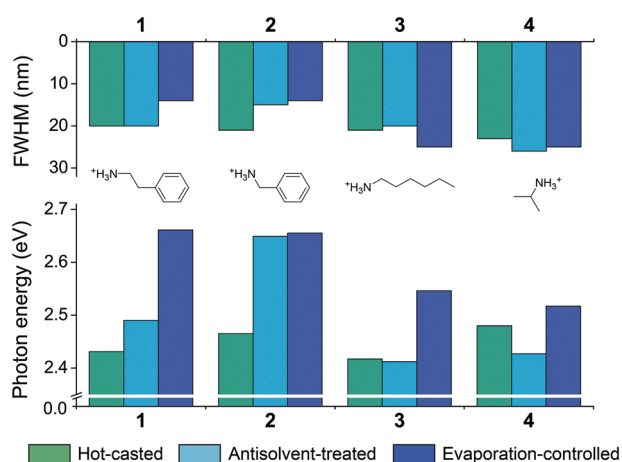 1 2 3 4
FWHM (nm)
0
10
20
30
⁺H₃N
⁺H₃N
⁺H₃N
NH₃⁺
Photon energy (eV)
2.7
2.6
2.5
2.4
0.0
1 2 3 4
Hot-casted Antisolvent-treated Evaporation-controlled